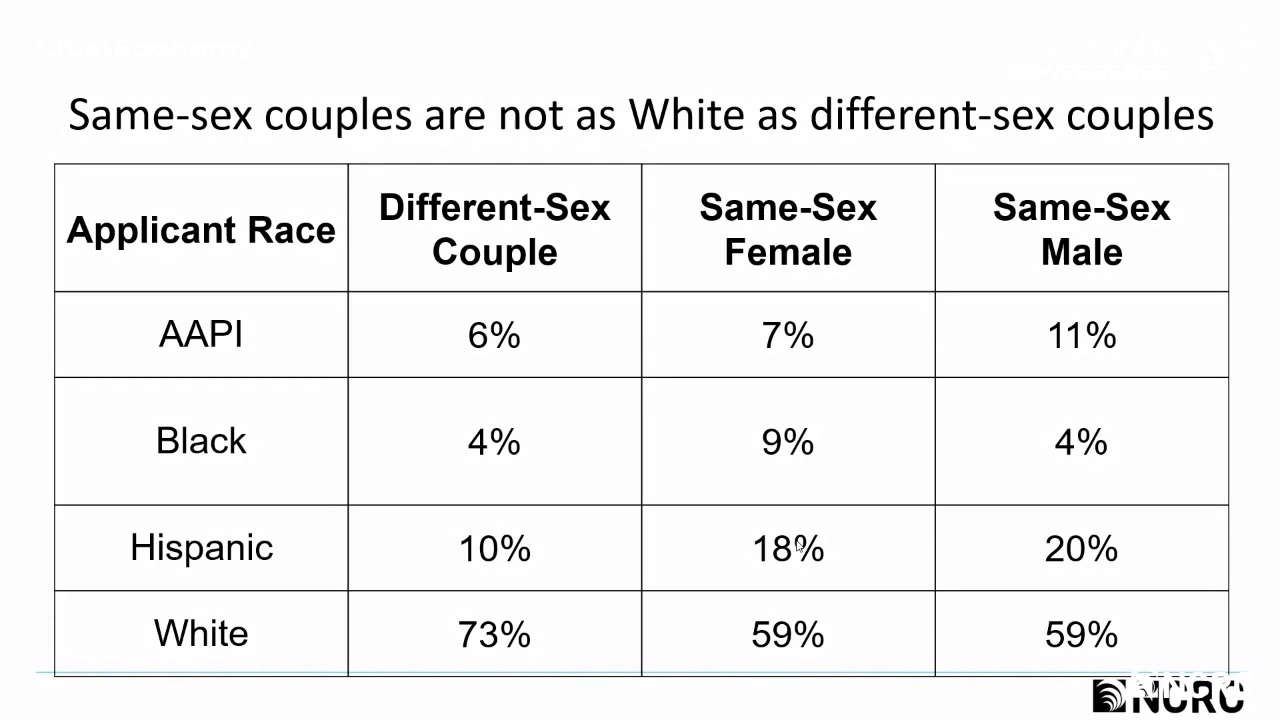 Same-sex couples are not as White as different-sex couples
Applicant Race
Different-Sex
Couple
Same-Sex
Female
Same-Sex
Male
AAPI
6%
7%
11%
Black
4%
9%
4%
Hispanic
10%
18%
20%
White
73%
59%
59%
NCRC